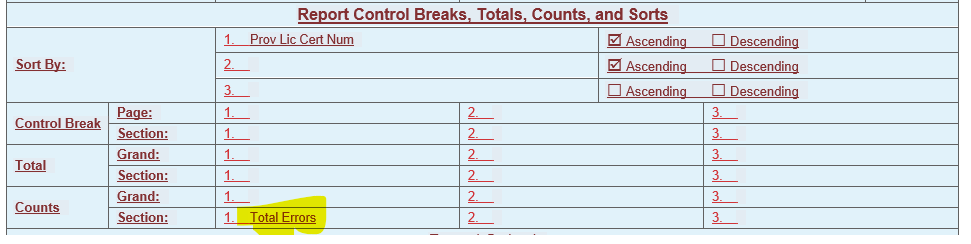 Report Control Breaks, Totals, Counts, and Sorts
Sort By:
1. Prov Lic Cert Num ☑ Ascending ☐ Descending
2. ☑ Ascending ☐ Descending
3. ☐ Ascending ☐ Descending
Control Break
Page: 1. 2. 3.
Section: 1. 2. 3.
Total
Grand: 1. 2. 3.
Section: 1. 2. 3.
Counts
Grand: 1. 2. 3.
Section: 1. Total Errors 2. 3.